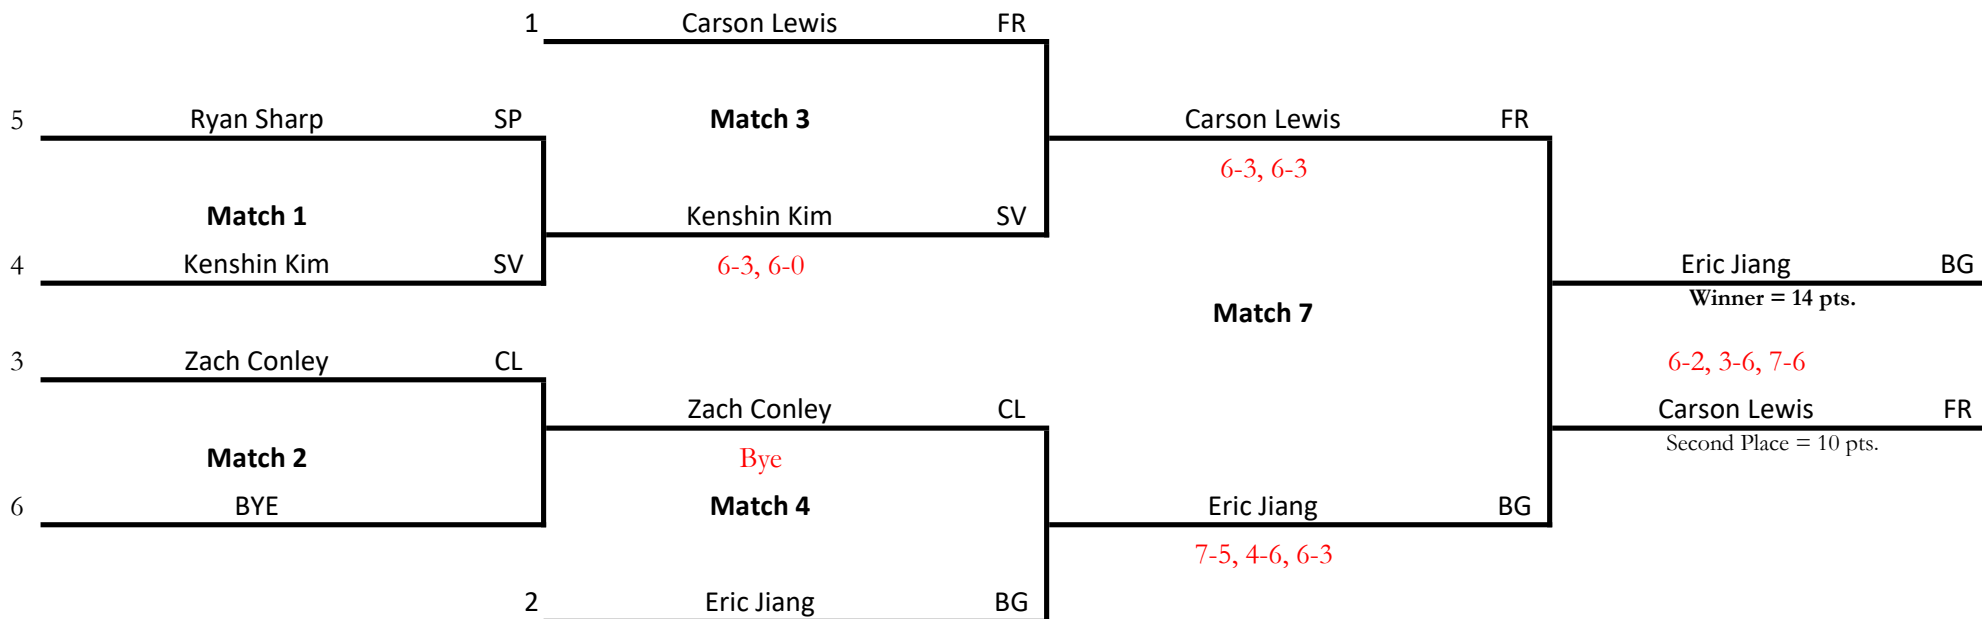 1 Carson Lewis FR
5 Ryan Sharp SP Match 3 Carson Lewis FR
6-3, 6-3
Match 1 Kenshin Kim SV
4 Kenshin Kim SV 6-3, 6-0 Eric Jiang BG
Winner = 14 pts.
Match 7
3 Zach Conley CL 6-2, 3-6, 7-6
Zach Conley CL Carson Lewis FR
Second Place = 10 pts.
Match 2 Bye
6 BYE Match 4 Eric Jiang BG
7-5, 4-6, 6-3
2 Eric Jiang BG